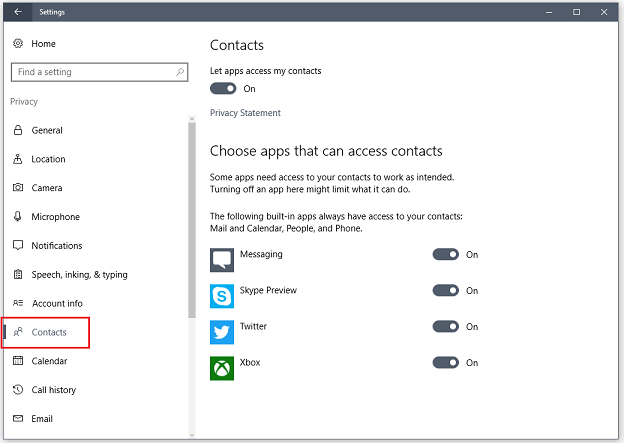 Settings
Home
Find a setting
Privacy
General
Location
Camera
Microphone
Notifications
Speech, inking, & typing
Account info
Contacts
Calendar
Call history
Email
Contacts
Let apps access my contacts
On
Privacy Statement
Choose apps that can access contacts
Some apps need access to your contacts to work as intended.
Turning off an app here might limit what it can do.
The following built-in apps always have access to your contacts:
Mail and Calendar, People, and Phone.
Messaging On
Skype Preview On
Twitter On
Xbox On